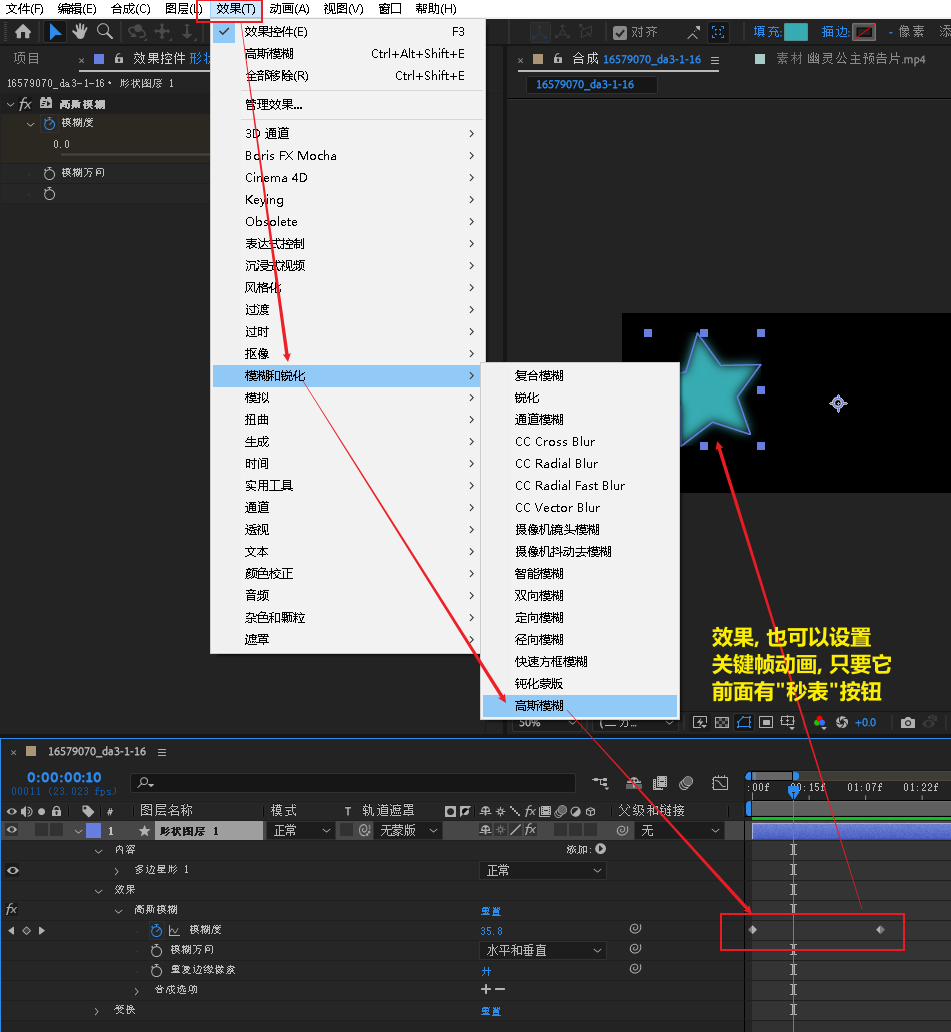 文件(F) 编辑(E) 合成(C) 图层(L) 效果(T) 动画(A) 视图(V) 窗口 帮助(H)
对齐 填充: 描边: - 像素 添
项目 × 效果控件 形状
16579070_da3-1-16 • 形状图层 1
fx 高斯模糊
模糊度
0.0
模糊方向
效果控件(E) F3
高斯模糊 Ctrl+Alt+Shift+E
全部移除(R) Ctrl+Shift+E
管理效果...
3D 通道
Boris FX Mocha
Cinema 4D
Keying
Obsolete
表达式控制
沉浸式视频
风格化
过渡
过时
抠像
模糊和锐化
模拟
扭曲
生成
时间
实用工具
通道
透视
文本
颜色校正
音频
杂色和颗粒
遮罩
复合模糊
锐化
通道模糊
CC Cross Blur
CC Radial Blur
CC Radial Fast Blur
CC Vector Blur
摄像机镜头模糊
摄像机抖动去模糊
智能模糊
双向模糊
定向模糊
径向模糊
快速方框模糊
钝化蒙版
高斯模糊
× 合成 16579070_da3-1-16 素材 幽灵公主预告片.mp4
16579070_da3-1-16
效果, 也可以设置
关键帧动画, 只要它
前面有"秒表"按钮
50% (二分... +0.0
× 16579070_da3-1-16
0:00:00:10
00011 (23.023 fps)
:00f 00:15f 01:07f 01:22f
# 图层名称 模式 T 轨道遮罩 fx 父级和链接
1 形状图层 1 正常 无蒙版 fx 无
内容 添加:
多边星形 1 正常
效果
fx 高斯模糊 重置
模糊度 35.8
模糊方向 水平和垂直
重复边缘像素 开
合成选项 + −
变换 重置